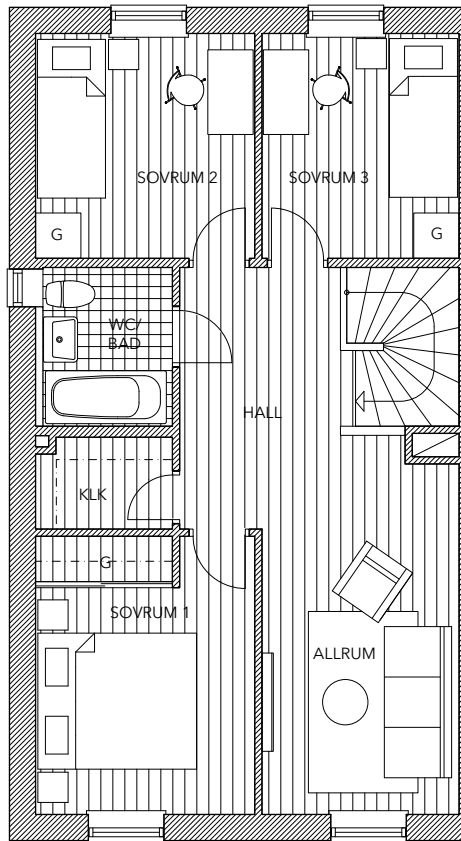 SOVRUM 2
SOVRUM 3
G
G
WC/
BAD
HALL
KLK
G
SOVRUM 1
ALLRUM